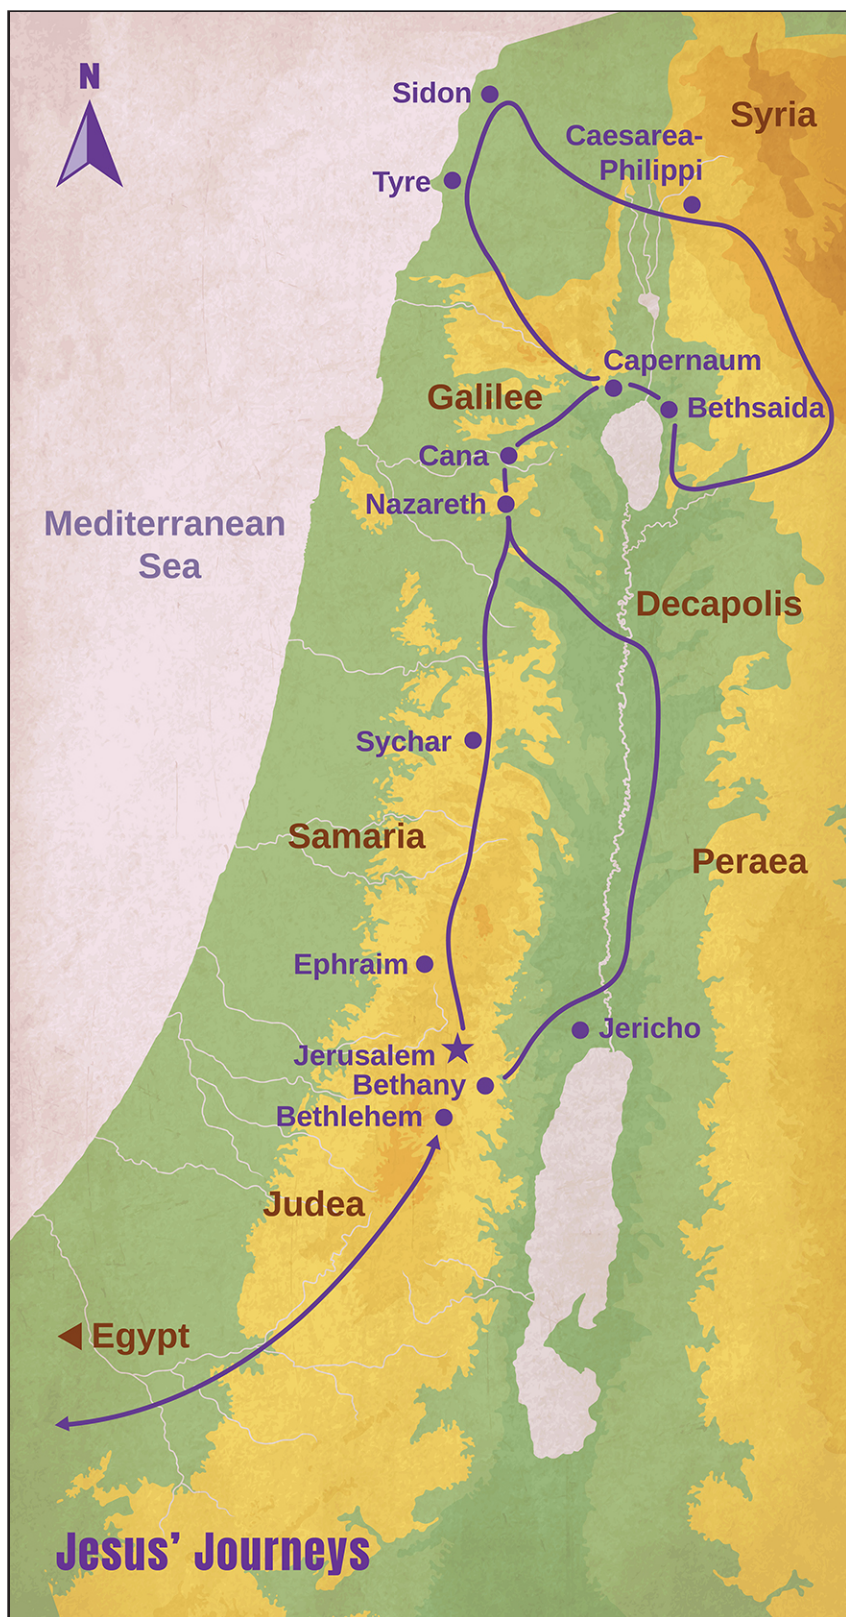 N
Sidon
Syria
Caesarea-
Philippi
Tyre
Capernaum
Galilee
Bethsaida
Cana
Nazareth
Mediterranean
Sea
Decapolis
Sychar
Samaria
Peraea
Ephraim
Jericho
Jerusalem
Bethany
Bethlehem
Judea
Egypt
Jesus’ Journeys